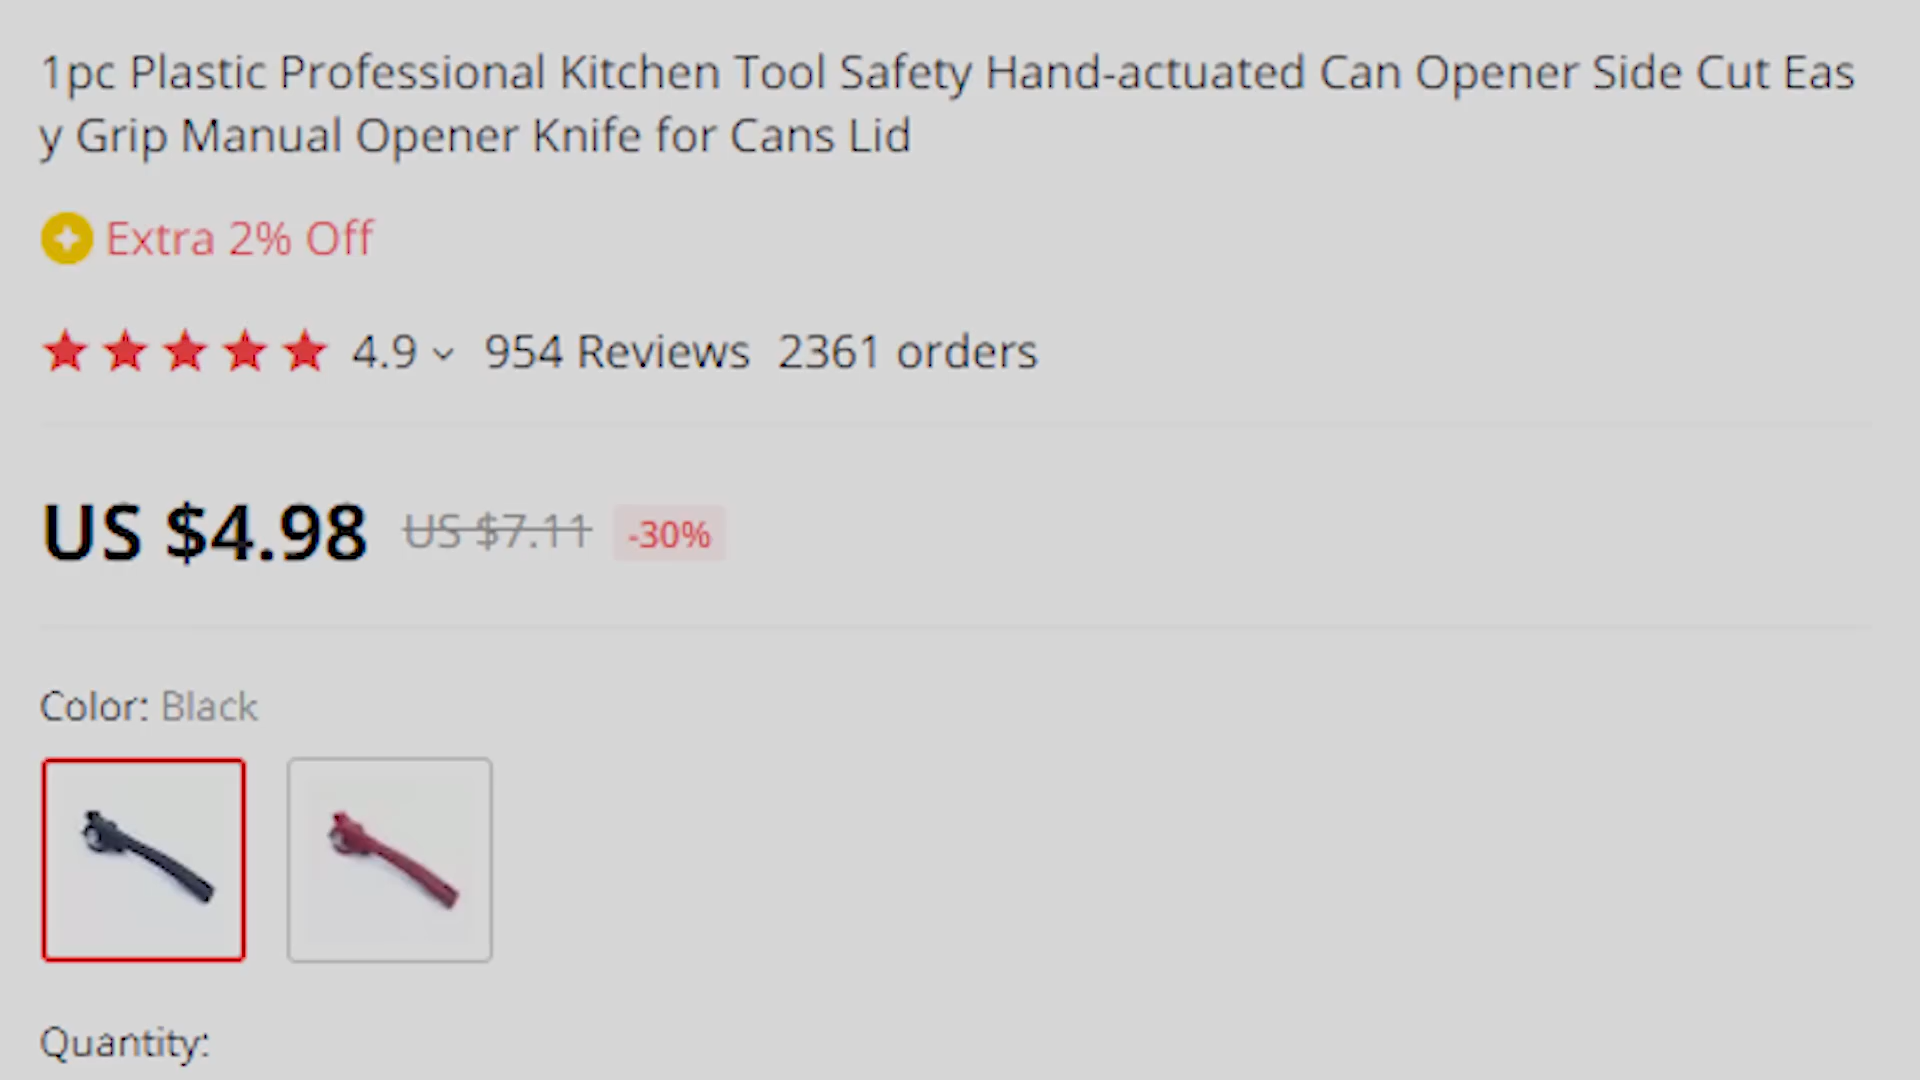 1pc Plastic Professional Kitchen Tool Safety Hand-actuated Can Opener Side Cut Eas
y Grip Manual Opener Knife for Cans Lid
Extra 2% Off
4.9 954 Reviews 2361 orders
US $4.98 US $7.11 -30%
Color: Black
Quantity: